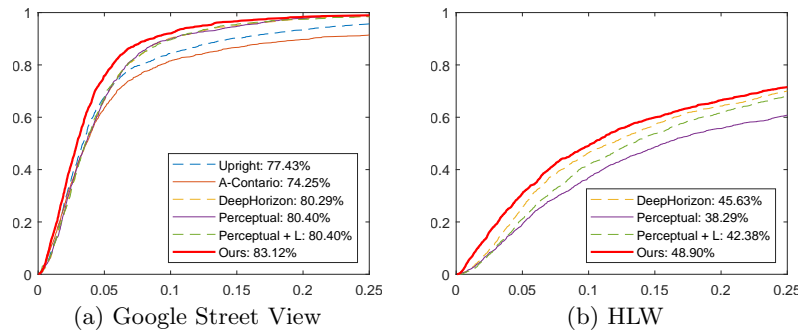 1
0.8
0.6
0.4
0.2
0
Upright: 77.43%
A-Contario: 74.25%
DeepHorizon: 80.29%
Perceptual: 80.40%
Perceptual + L: 80.40%
Ours: 83.12%
0 0.05 0.1 0.15 0.2 0.25
(a) Google Street View
1
0.8
0.6
0.4
0.2
0
DeepHorizon: 45.63%
Perceptual: 38.29%
Perceptual + L: 42.38%
Ours: 48.90%
0 0.05 0.1 0.15 0.2 0.25
(b) HLW